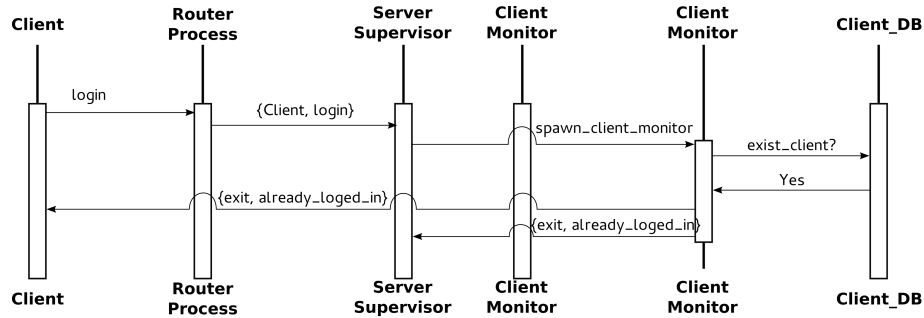 Client
Router
Process
Server
Supervisor
Client
Monitor
Client
Monitor
Client_DB
login
{Client, login}
spawn_client_monitor
exist_client?
Yes
{exit, already_loged_in}
{exit, already_loged_in}
Client
Router
Process
Server
Supervisor
Client
Monitor
Client
Monitor
Client_DB